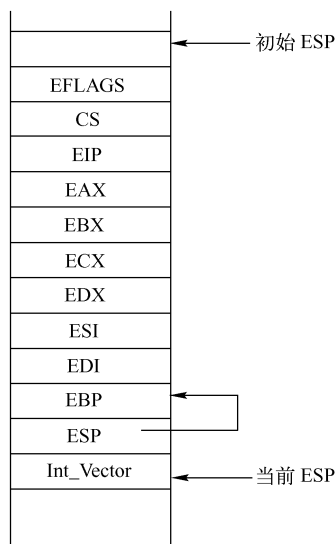 初始 ESP
EFLAGS
CS
EIP
EAX
EBX
ECX
EDX
ESI
EDI
EBP
ESP
Int_Vector
当前 ESP